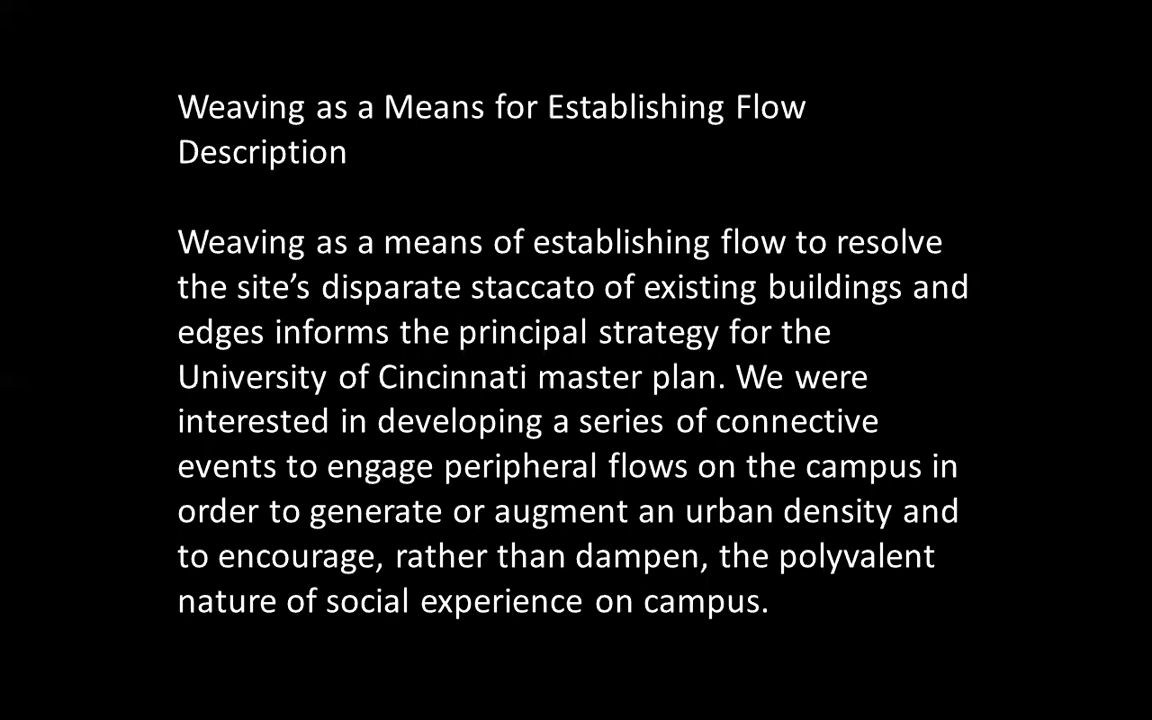 Weaving as a Means for Establishing Flow
Description
Weaving as a means of establishing flow to resolve
the site’s disparate staccato of existing buildings and
edges informs the principal strategy for the
University of Cincinnati master plan. We were
interested in developing a series of connective
events to engage peripheral flows on the campus in
order to generate or augment an urban density and
to encourage, rather than dampen, the polyvalent
nature of social experience on campus.